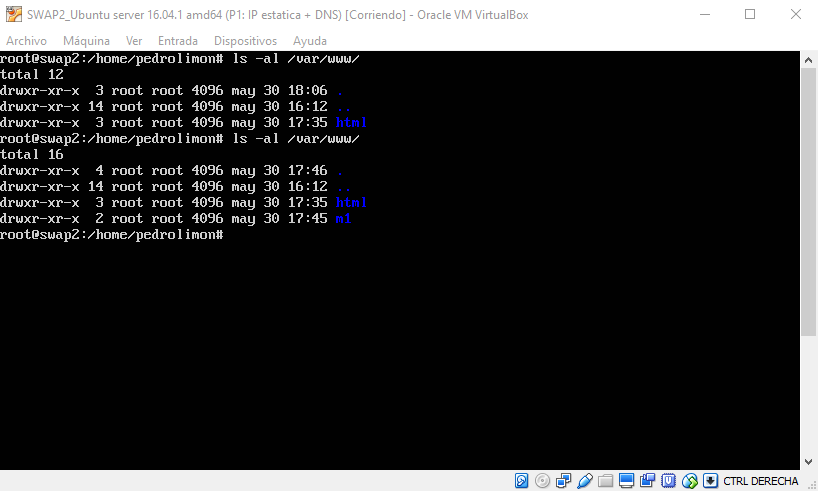 SWAP2_Ubuntu server 16.04.1 amd64 (P1: IP estatica + DNS) [Corriendo] - Oracle VM VirtualBox
Archivo Máquina Ver Entrada Dispositivos Ayuda
root@swap2:/home/pedrolimon# ls -al /var/www/
total 12
drwxr-xr-x  3 root root 4096 may 30 18:06 .
drwxr-xr-x 14 root root 4096 may 30 16:12 ..
drwxr-xr-x  3 root root 4096 may 30 17:35 html
root@swap2:/home/pedrolimon# ls -al /var/www/
total 16
drwxr-xr-x  4 root root 4096 may 30 17:46 .
drwxr-xr-x 14 root root 4096 may 30 16:12 ..
drwxr-xr-x  3 root root 4096 may 30 17:35 html
drwxr-xr-x  2 root root 4096 may 30 17:45 m1
root@swap2:/home/pedrolimon#
CTRL DERECHA